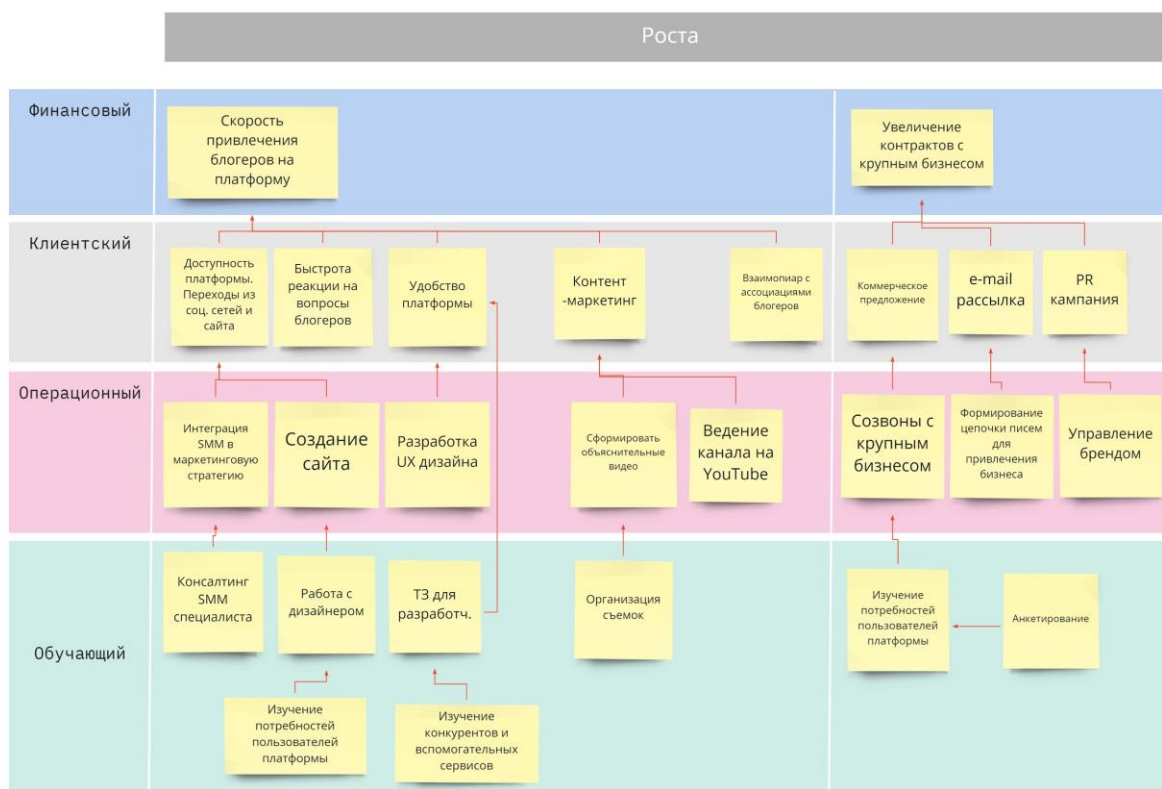 Роста
Финансовый
Скорость
привлечения
блогеров на
платформу
Увеличение
контрактов с
крупным бизнесом
Клиентский
Доступность
платформы.
Переходы из
соц. сетей и
сайта
Быстрота
реакции на
вопросы
блогеров
Удобство
платформы
Контент
-маркетинг
Взаимопиар с
ассоциациями
блогеров
Коммерческое
предложение
e-mail
рассылка
PR
кампания
Операционный
Интеграция
SMM в
маркетинговую
стратегию
Создание
сайта
Разработка
UX дизайна
Сформировать
объяснительные
видео
Ведение
канала на
YouTube
Созвоны с
крупным
бизнесом
Формирование
цепочки писем
для
привлечения
бизнеса
Управление
брендом
Обучающий
Консалтинг
SMM
специалиста
Работа с
дизайнером
ТЗ для
разработч.
Организация
съемок
Изучение
потребностей
пользователей
платформы
Анкетирование
Изучение
потребностей
пользователей
платформы
Изучение
конкурентов и
вспомогательных
сервисов